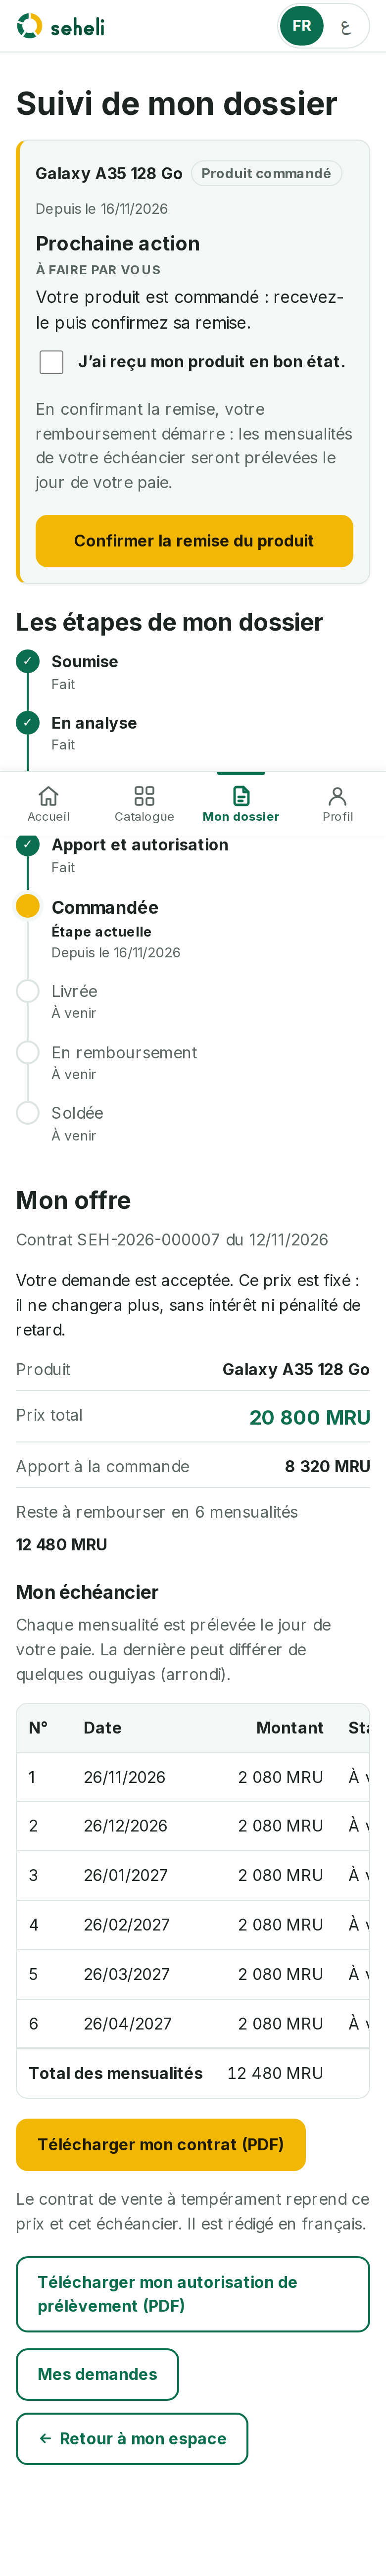 seheli
FR
ع
Suivi de mon dossier
Galaxy A35 128 Go
Produit commandé
Depuis le 16/11/2026
Prochaine action
À FAIRE PAR VOUS
Votre produit est commandé : recevez-
le puis confirmez sa remise.
J’ai reçu mon produit en bon état.
En confirmant la remise, votre
remboursement démarre : les mensualités
de votre échéancier seront prélevées le
jour de votre paie.
Confirmer la remise du produit
Les étapes de mon dossier
✓ Soumise
Fait
✓ En analyse
Fait
Accueil
Catalogue
Mon dossier
Profil
✓ Apport et autorisation
Fait
Commandée
Étape actuelle
Depuis le 16/11/2026
Livrée
À venir
En remboursement
À venir
Soldée
À venir
Mon offre
Contrat SEH-2026-000007 du 12/11/2026
Votre demande est acceptée. Ce prix est fixé :
il ne changera plus, sans intérêt ni pénalité de
retard.
Produit Galaxy A35 128 Go
Prix total 20 800 MRU
Apport à la commande 8 320 MRU
Reste à rembourser en 6 mensualités
12 480 MRU
Mon échéancier
Chaque mensualité est prélevée le jour de
votre paie. La dernière peut différer de
quelques ouguiyas (arrondi).
N° Date Montant
1 26/11/2026 2 080 MRU À
2 26/12/2026 2 080 MRU À
3 26/01/2027 2 080 MRU À
4 26/02/2027 2 080 MRU À
5 26/03/2027 2 080 MRU À
6 26/04/2027 2 080 MRU À
Total des mensualités 12 480 MRU
Télécharger mon contrat (PDF)
Le contrat de vente à tempérament reprend ce
prix et cet échéancier. Il est rédigé en français.
Télécharger mon autorisation de
prélèvement (PDF)
Mes demandes
← Retour à mon espace